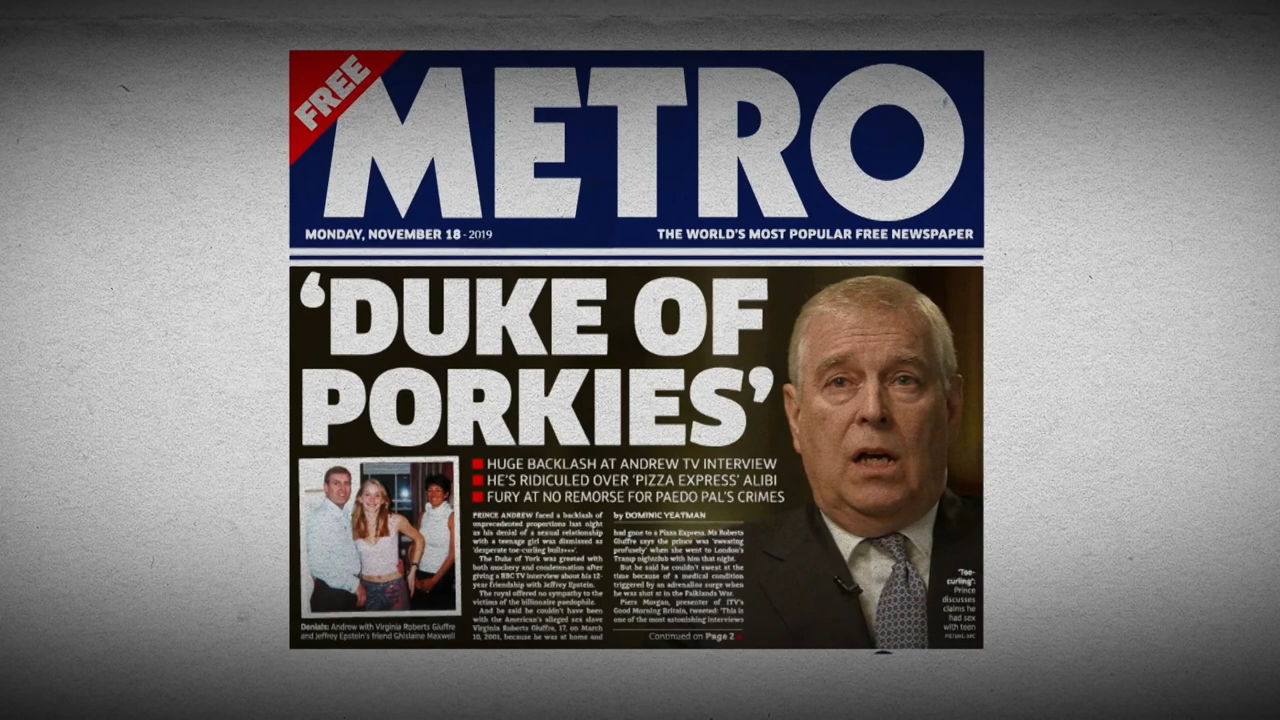 FREE
METRO
MONDAY, NOVEMBER 18 - 2019
THE WORLD'S MOST POPULAR FREE NEWSPAPER
‘DUKE OF
PORKIES’
HUGE BACKLASH AT ANDREW TV INTERVIEW
HE'S RIDICULED OVER ‘PIZZA EXPRESS’ ALIBI
FURY AT NO REMORSE FOR PAEDO PAL'S CRIMES
PRINCE ANDREW faced a backlash of
unprecedented proportions last night
as his denial of a sexual relationship
with a teenage girl was dismissed as
‘desperate toe-curling bulls***’.
The Duke of York was greeted with
both mockery and condemnation after
giving a BBC TV interview about his 12-
year friendship with Jeffrey Epstein.
The royal offered no sympathy to the
victims of the billionaire paedophile.
And he said he couldn't have been
with the American's alleged sex slave
Virginia Roberts Giuffre, 17, on March
10, 2001, because he was at home and
by DOMINIC YEATMAN
had gone to a Pizza Express. Ms Roberts
Giuffre says the prince was ‘sweating
profusely’ when she went to London's
Tramp nightclub with him that night.
But he said he couldn't sweat at the
time because of a medical condition
triggered by an adrenaline surge when
he was shot at in the Falklands War.
Piers Morgan, presenter of ITV's
Good Morning Britain, tweeted: ‘This is
one of the most astonishing interviews
Continued on Page 2
Denials: Andrew with Virginia Roberts Giuffre
and Jeffrey Epstein's friend Ghislaine Maxwell
‘Toe-
curling’:
Prince
discusses
claims he
had sex
with teen
PICTURE: BBC